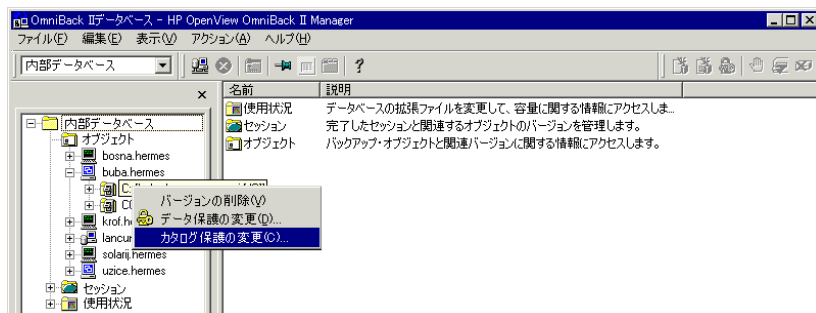 OmniBack IIデータベース - HP OpenView OmniBack II Manager
ファイル(F) 編集(E) 表示(V) アクション(A) ヘルプ(H)
内部データベース
名前 説明
使用状況 データベースの拡張ファイルを変更して、容量に関する情報にアクセスしま...
セッション 完了したセッションと関連するオブジェクトのバージョンを管理します。
オブジェクト バックアップ・オブジェクトと関連バージョンに関する情報にアクセスします。
内部データベース
オブジェクト
bosna.hermes
buba.hermes
C:
バージョンの削除(V)
データ保護の変更(D)...
カタログ保護の変更(C)...
solarij.hermes
uzice.hermes
セッション
使用状況